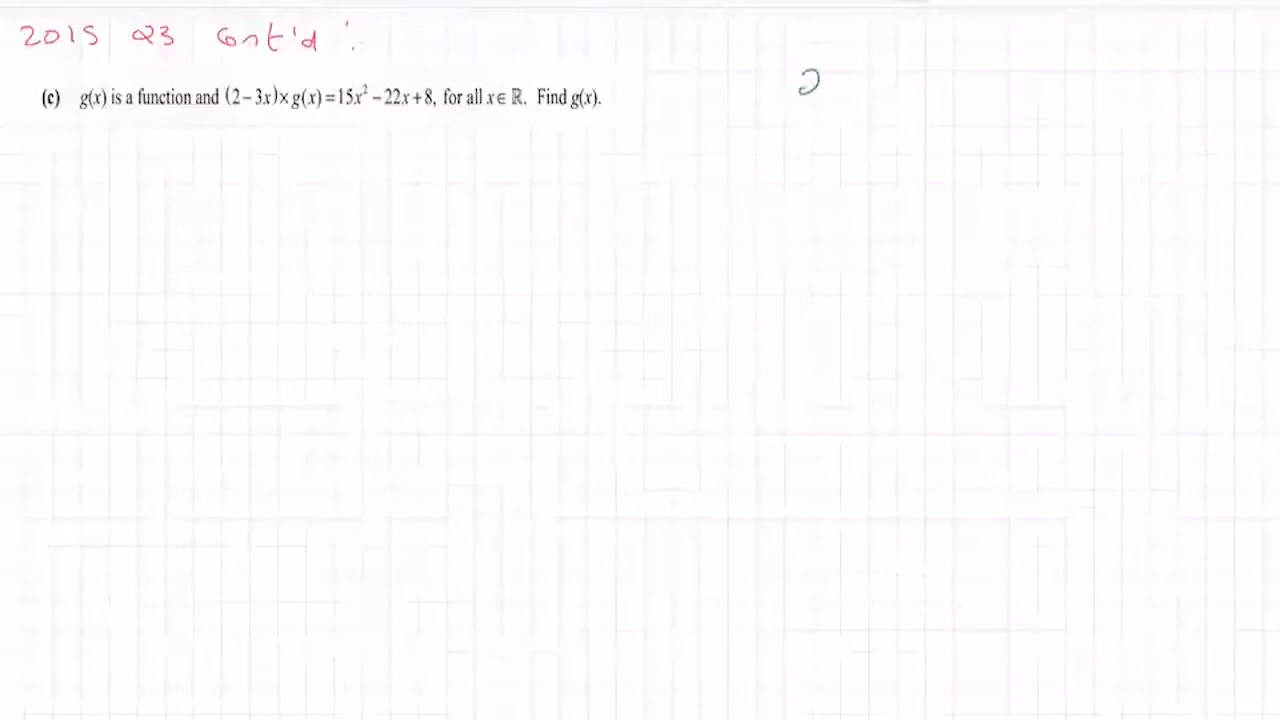 2015 Q3 Cont'd :
(c) g(x) is a function and (2−3x)×g(x)=15x²−22x+8, for all x∈ℝ. Find g(x).